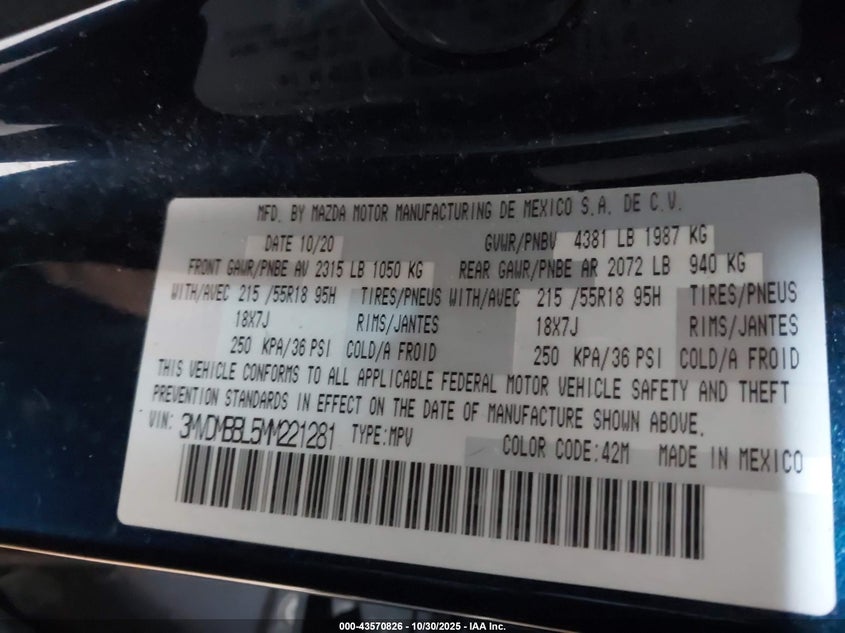 MFD. BY MAZDA MOTOR MANUFACTURING DE MEXICO S.A. DE C.V.
DATE 10/20 GVWR/PNBV 4381 LB 1987 KG
FRONT GAWR/PNBE AV 2315 LB 1050 KG REAR GAWR/PNBE AR 2072 LB 940 KG
WITH/AVEC 215 /55R18 95H TIRES/PNEUS WITH/AVEC 215 /55R18 95H TIRES/PNEUS
18X7J RIMS/JANTES 18X7J RIMS/JANTES
250 KPA/36 PSI COLD/A FROID 250 KPA/36 PSI COLD/A FROID
THIS VEHICLE CONFORMS TO ALL APPLICABLE FEDERAL MOTOR VEHICLE SAFETY AND THEFT
PREVENTION STANDARDS IN EFFECT ON THE DATE OF MANUFACTURE SHOWN ABOVE.
VIN: 3MVDMBBL5MM221281 TYPE:MPV COLOR CODE:42M MADE IN MEXICO
000-43570826 - 10/30/2025 - IAA Inc.